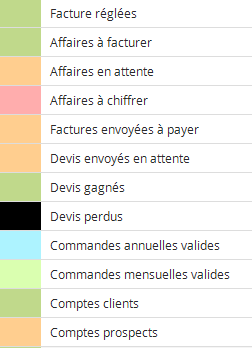 Facture réglées
Affaires à facturer
Affaires en attente
Affaires à chiffrer
Factures envoyées à payer
Devis envoyés en attente
Devis gagnés
Devis perdus
Commandes annuelles valides
Commandes mensuelles valides
Comptes clients
Comptes prospects